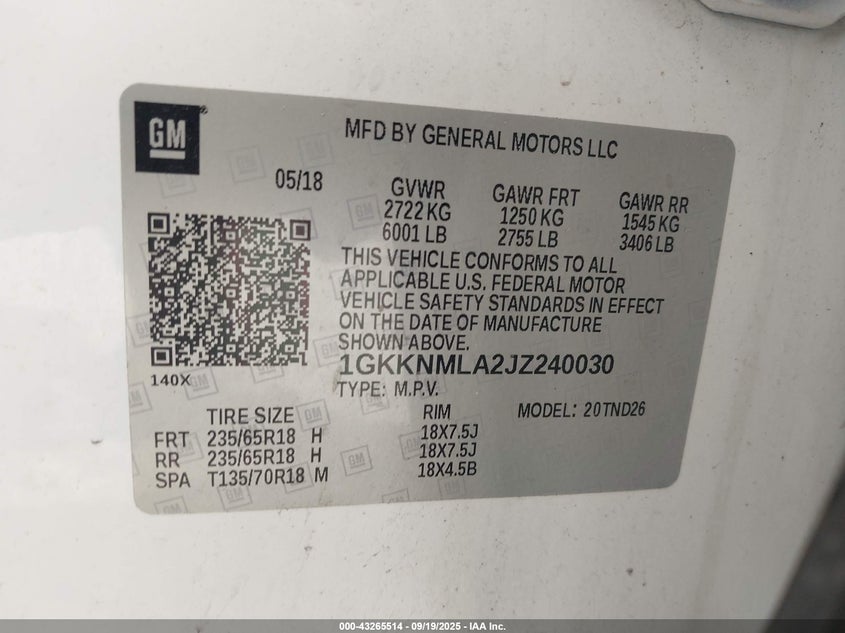 GM
MFD BY GENERAL MOTORS LLC
05/18
GVWR GAWR FRT GAWR RR
2722 KG 1250 KG 1545 KG
6001 LB 2755 LB 3406 LB
THIS VEHICLE CONFORMS TO ALL
APPLICABLE U.S. FEDERAL MOTOR
VEHICLE SAFETY STANDARDS IN EFFECT
ON THE DATE OF MANUFACTURE
SHOWN ABOVE.
1GKKNMLA2JZ240030
140X
TYPE: M.P.V.
TIRE SIZE RIM MODEL: 20TND26
FRT 235/65R18 H 18X7.5J
RR 235/65R18 H 18X7.5J
SPA T135/70R18 M 18X4.5B
000-43265514 - 09/19/2025 - IAA Inc.